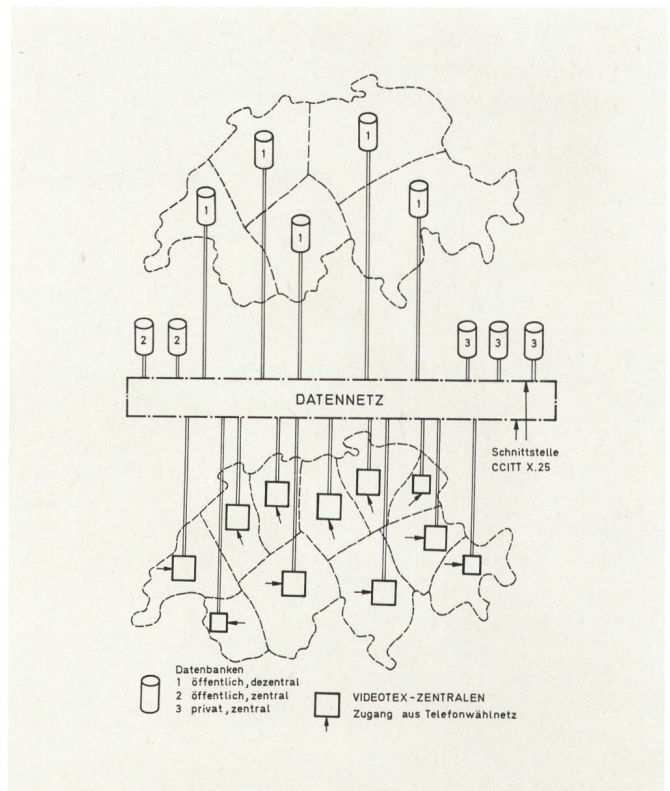 1
1
1
1
1
2 2 3 3 3
DATENNETZ
Schnittstelle
CCITT X.25
Datenbanken
1 öffentlich, dezentral
2 öffentlich, zentral
3 privat, zentral
VIDEOTEX-ZENTRALEN
Zugang aus Telefonwählnetz